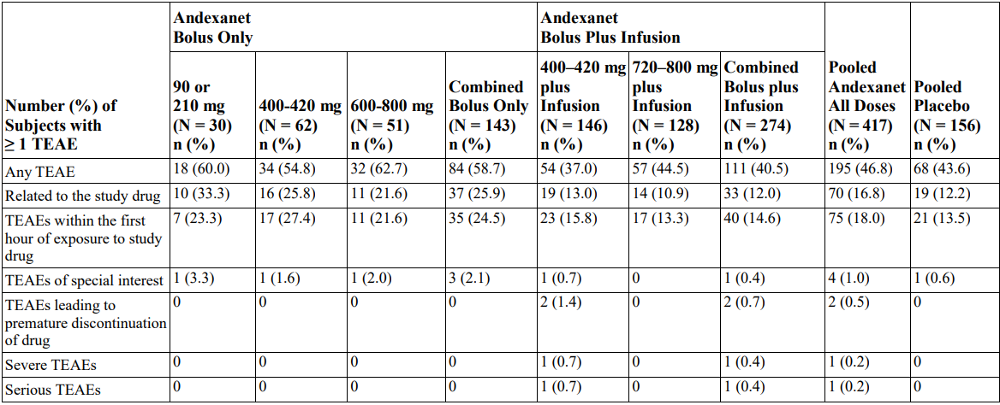 Andexanet
Bolus Only
Andexanet
Bolus Plus Infusion
Number (%) of
Subjects with
≥ 1 TEAE
90 or
210 mg
(N = 30)
n (%)
400-420 mg
(N = 62)
n (%)
600-800 mg
(N = 51)
n (%)
Combined
Bolus Only
(N = 143)
n (%)
400–420 mg
plus
Infusion
(N = 146)
n (%)
720–800 mg
plus
Infusion
(N = 128)
n (%)
Combined
Bolus plus
Infusion
(N = 274)
n (%)
Pooled
Andexanet
All Doses
(N = 417)
n (%)
Pooled
Placebo
(N = 156)
n (%)
Any TEAE 18 (60.0) 34 (54.8) 32 (62.7) 84 (58.7) 54 (37.0) 57 (44.5) 111 (40.5) 195 (46.8) 68 (43.6)
Related to the study drug 10 (33.3) 16 (25.8) 11 (21.6) 37 (25.9) 19 (13.0) 14 (10.9) 33 (12.0) 70 (16.8) 19 (12.2)
TEAEs within the first 7 (23.3) 17 (27.4) 11 (21.6) 35 (24.5) 23 (15.8) 17 (13.3) 40 (14.6) 75 (18.0) 21 (13.5)
hour of exposure to study
drug
TEAEs of special interest 1 (3.3) 1 (1.6) 1 (2.0) 3 (2.1) 1 (0.7) 0 1 (0.4) 4 (1.0) 1 (0.6)
TEAEs leading to 0 0 0 0 2 (1.4) 0 2 (0.7) 2 (0.5) 0
premature discontinuation
of drug
Severe TEAEs 0 0 0 0 1 (0.7) 0 1 (0.4) 1 (0.2) 0
Serious TEAEs 0 0 0 0 1 (0.7) 0 1 (0.4) 1 (0.2) 0